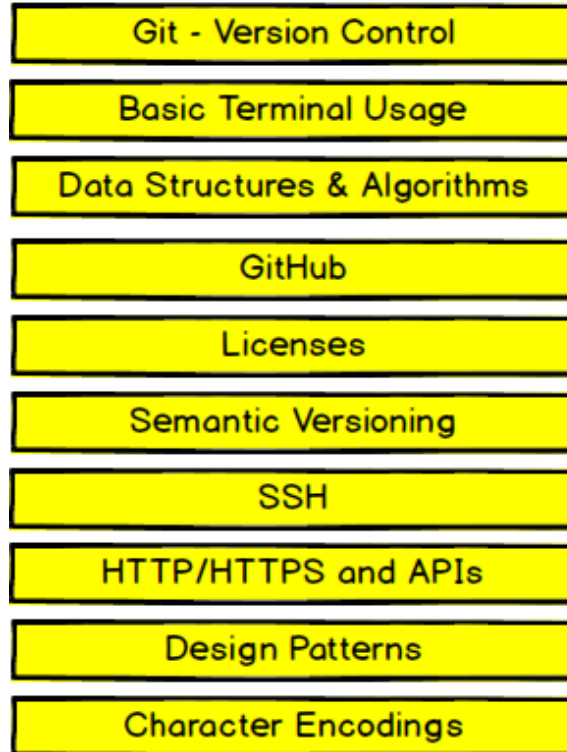 Git - Version Control
Basic Terminal Usage
Data Structures & Algorithms
GitHub
Licenses
Semantic Versioning
SSH
HTTP/HTTPS and APIs
Design Patterns
Character Encodings